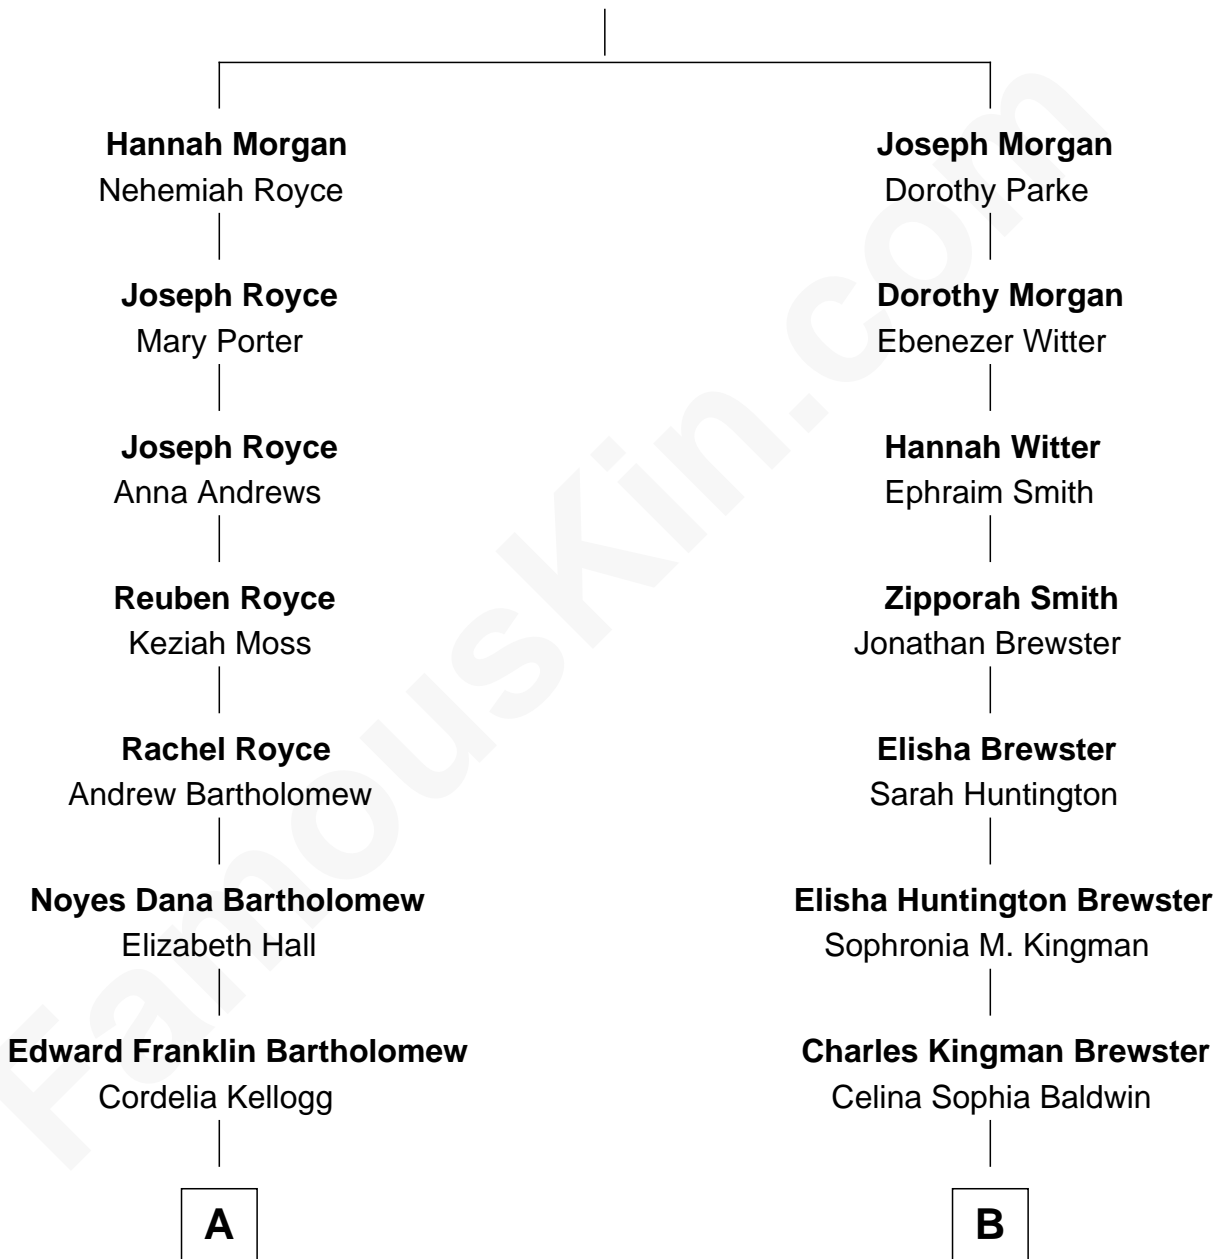 Hannah Morgan
Nehemiah Royce
Joseph Morgan
Dorothy Parke
Joseph Royce
Mary Porter
Dorothy Morgan
Ebenezer Witter
Joseph Royce
Anna Andrews
Hannah Witter
Ephraim Smith
Reuben Royce
Keziah Moss
Zipporah Smith
Jonathan Brewster
Rachel Royce
Andrew Bartholomew
Elisha Brewster
Sarah Huntington
Noyes Dana Bartholomew
Elizabeth Hall
Elisha Huntington Brewster
Sophronia M. Kingman
Edward Franklin Bartholomew
Cordelia Kellogg
Charles Kingman Brewster
Celina Sophia Baldwin
A
B
FamousKin.com